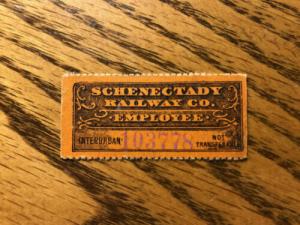 SCHENECTADY
RAILWAY CO.
EMPLOYEE
INTERURBAN 103778 NOT TRANSFERABLE